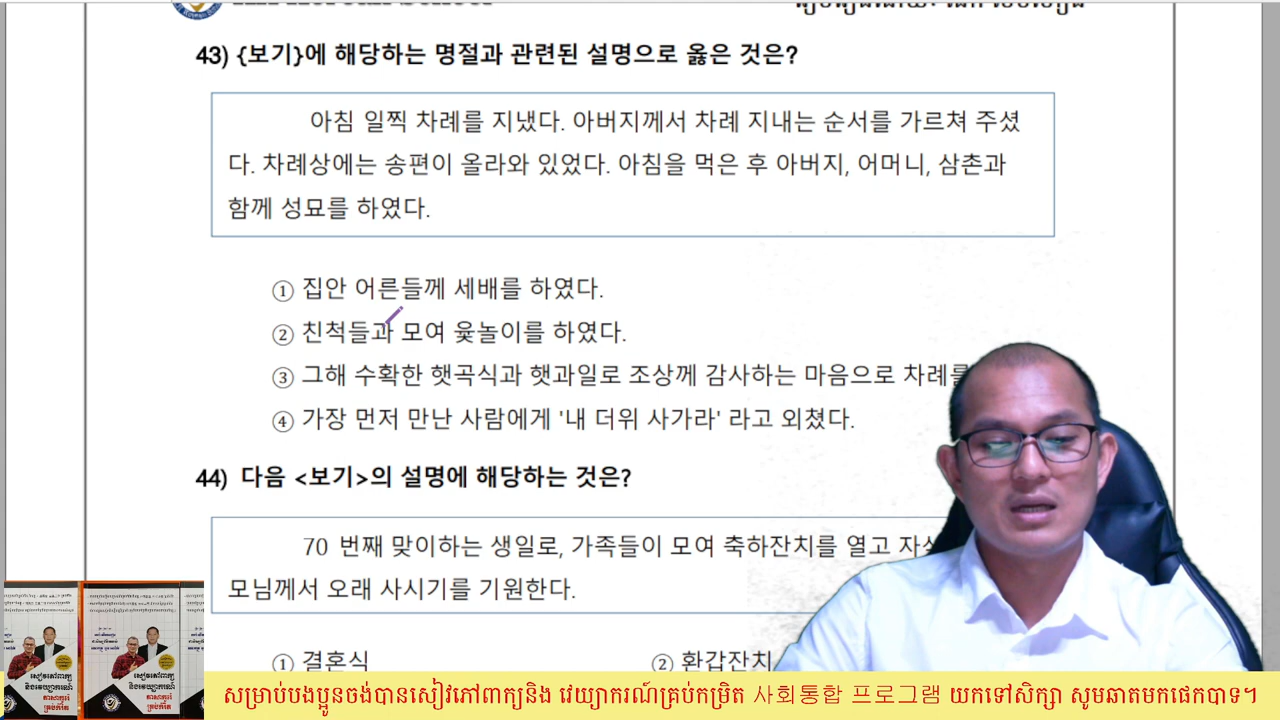 43) {보기}에 해당하는 명절과 관련된 설명으로 옳은 것은?
아침 일찍 차례를 지냈다. 아버지께서 차례 지내는 순서를 가르쳐 주셨
다. 차례상에는 송편이 올라와 있었다. 아침을 먹은 후 아버지, 어머니, 삼촌과
함께 성묘를 하였다.
① 집안 어른들께 세배를 하였다.
② 친척들과 모여 윷놀이를 하였다.
③ 그해 수확한 햇곡식과 햇과일로 조상께 감사하는 마음으로 차례를
④ 가장 먼저 만난 사람에게 '내 더위 사가라' 라고 외쳤다.
44) 다음 <보기>의 설명에 해당하는 것은?
70 번째 맞이하는 생일로, 가족들이 모여 축하잔치를 열고
모님께서 오래 사시기를 기원한다.
① 결혼식 ② 환갑잔치
សម្រាប់បងប្អូនចង់បានសៀវភៅពាក្យនិង វេយ្យាករណ៍គ្រប់កម្រិត 사회통합 프로그램 យកទៅសិក្សា សូមឆាតមកផេកបាទ។